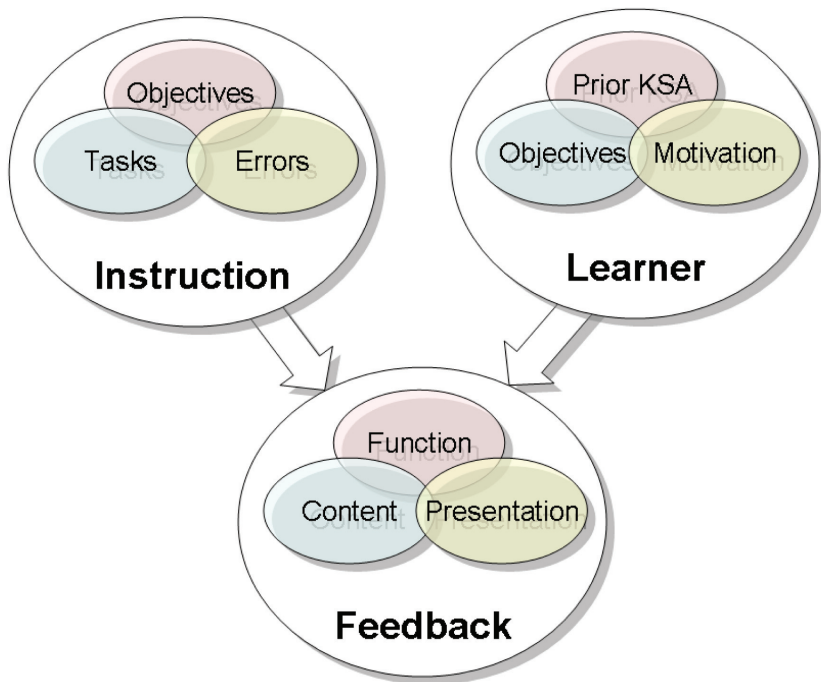 Objectives
Tasks
Errors
Instruction
Prior KSA
Objectives
Motivation
Learner
Function
Content
Presentation
Feedback